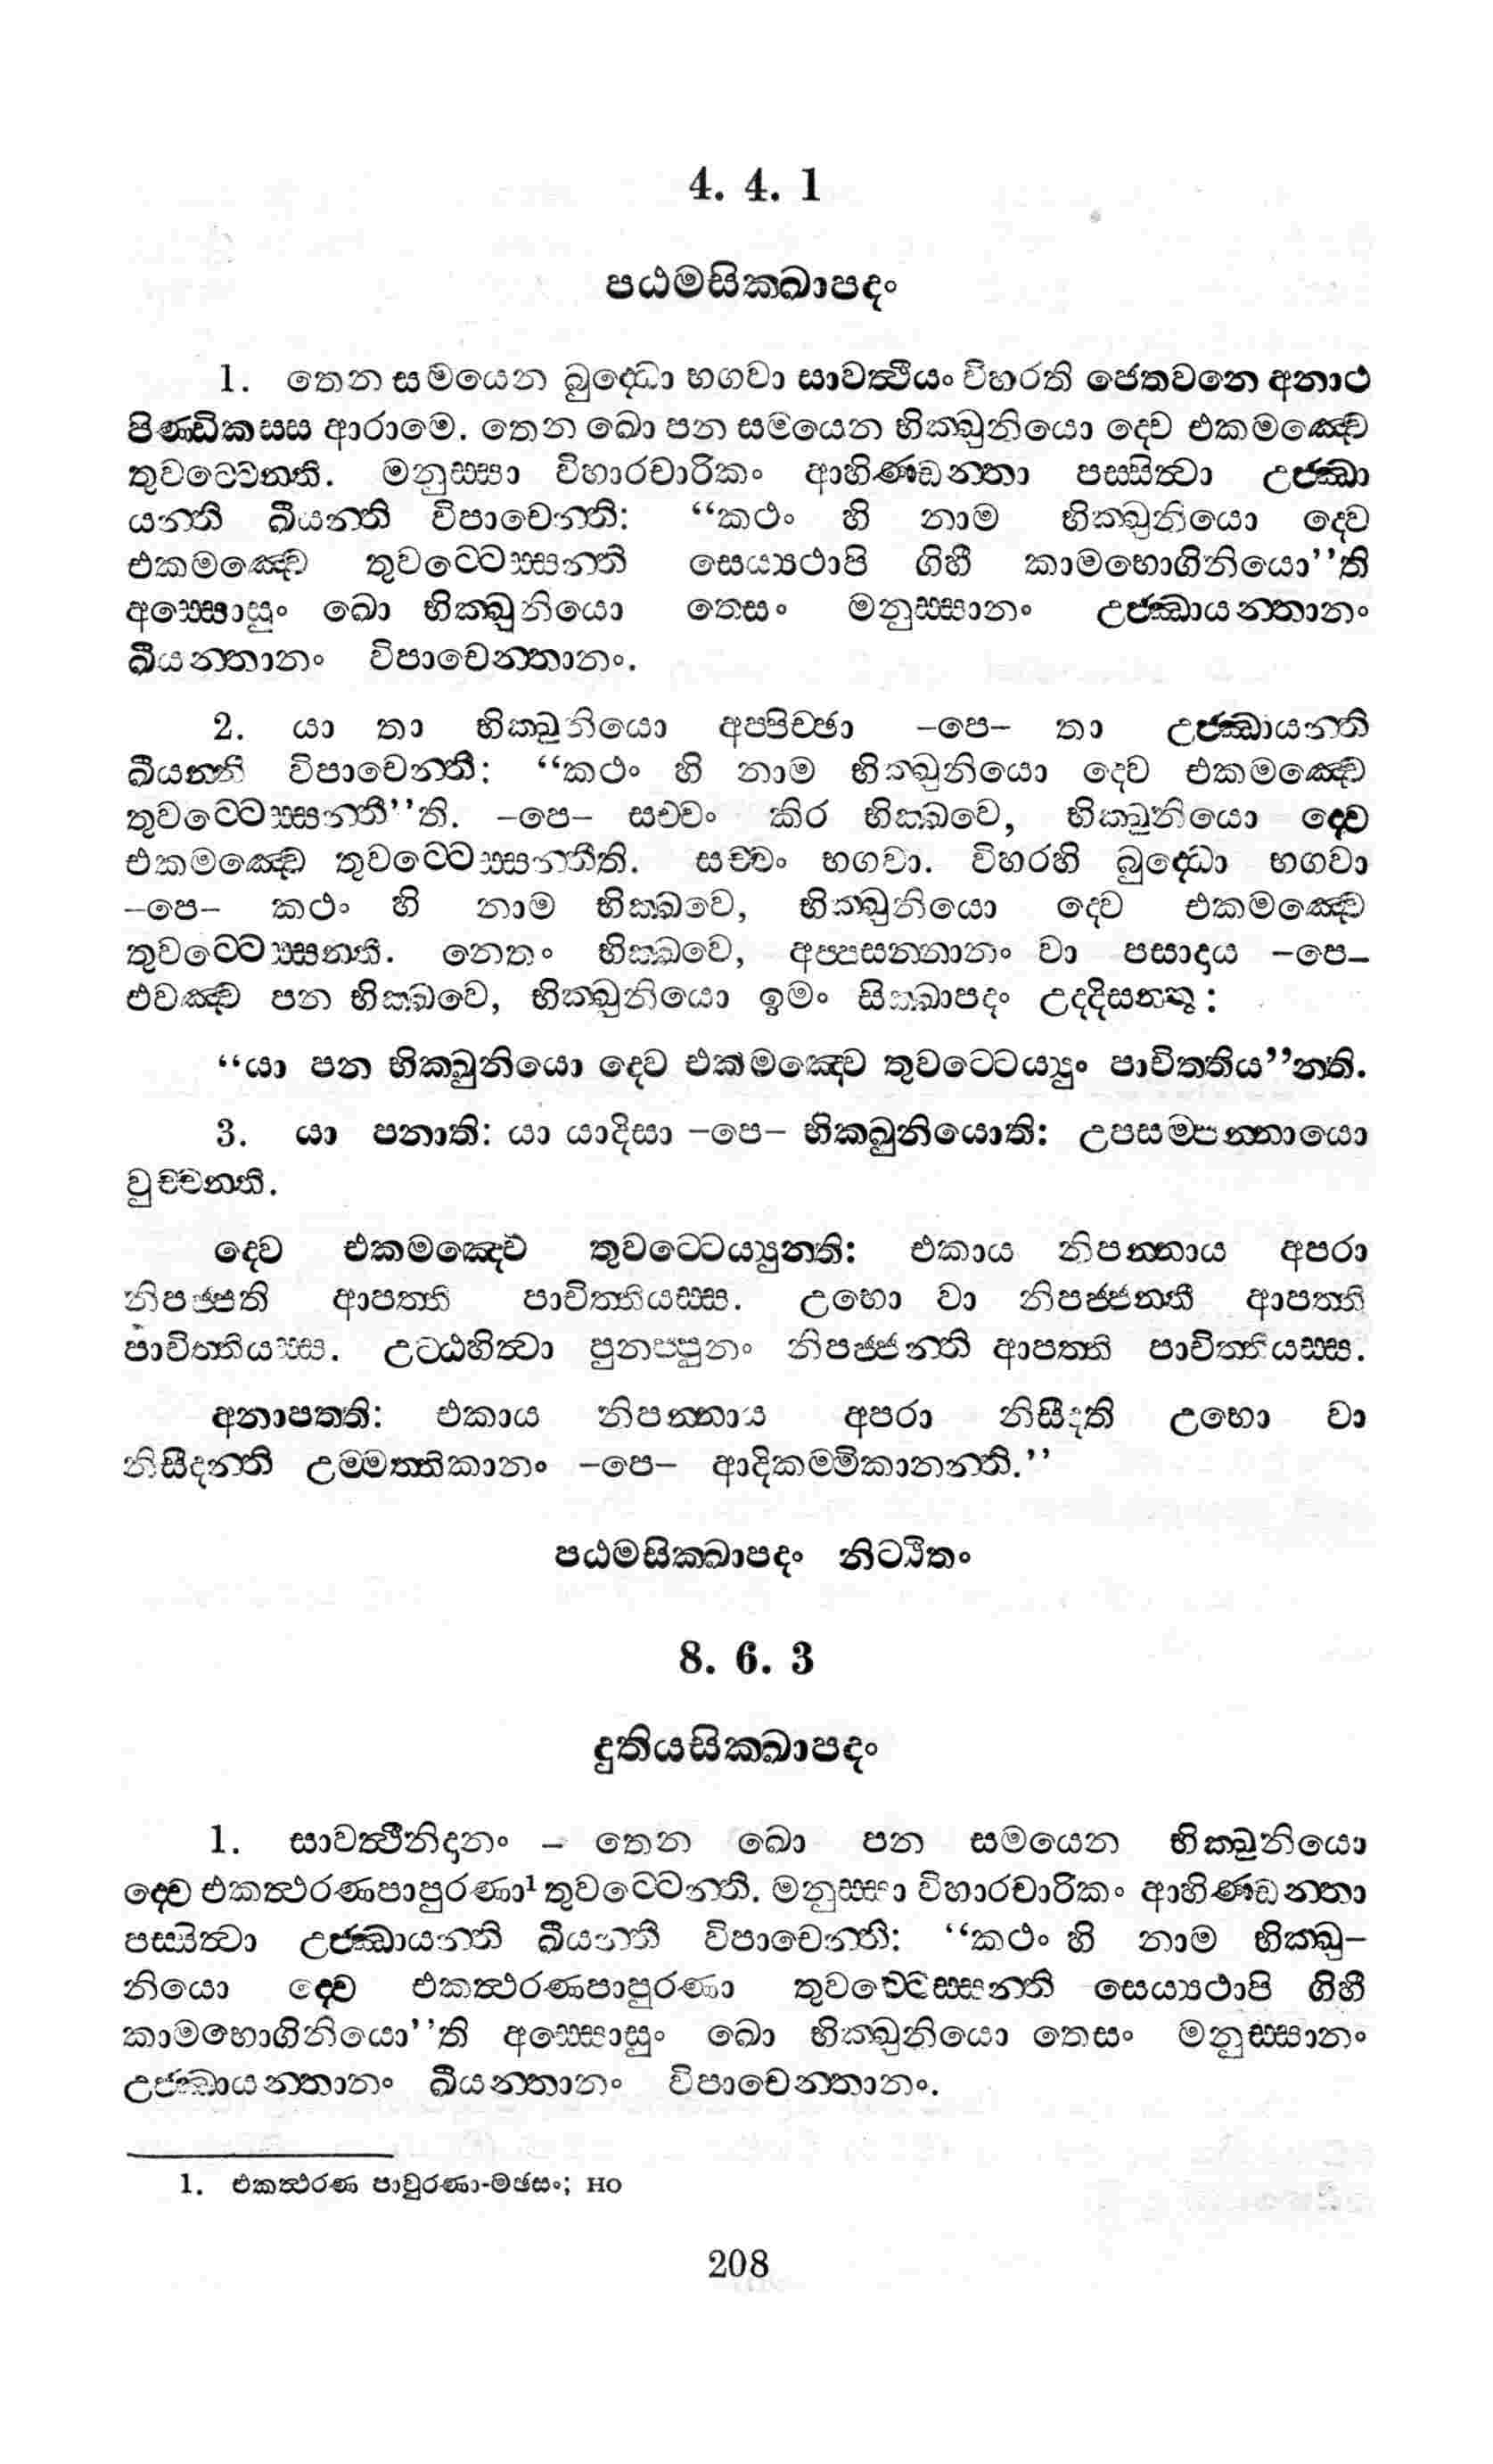 4. 4. 1
පඨමසික්ඛාපදං
1. තෙන සමයෙන බුද්ධො භගවා සාවත්ථියං විහරති ජෙතවනෙ අනාථ
පිණ්ඩිකස්ස ආරාමෙ. තෙන ඛො පන සමයෙන භික්ඛුනියො ද්වෙ එකමඤ්චෙ
තුවට්ටෙන්ති. මනුස්සා විහාරචාරිකං ආහිණ්ඩන්තා පස්සිත්වා උජ්ඣා
යන්ති ඛීයන්ති විපාචෙන්ති: “කථං හි නාම භික්ඛුනියො ද්වෙ
එකමඤ්චෙ තුවට්ටෙස්සන්ති සෙය්‍යථාපි ගිහී කාමභොගිනියො”ති
අස්සොසුං ඛො භික්ඛුනියො තෙසං මනුස්සානං උජ්ඣායන්තානං
ඛීයන්තානං විපාචෙන්තානං.
2. යා තා භික්ඛුනියො අප්පිච්ඡා –පෙ– තා උජ්ඣායන්ති
ඛීයන්ති විපාචෙන්ති: “කථං හි නාම භික්ඛුනියො ද්වෙ එකමඤ්චෙ
තුවට්ටෙස්සන්තී”ති. –පෙ– සච්චං කිර භික්ඛවෙ, භික්ඛුනියො ද්වෙ
එකමඤ්චෙ තුවට්ටෙස්සන්තීති. සච්චං භගවා. විහරහි බුද්ධො භගවා
–පෙ– කථං හි නාම භික්ඛවෙ, භික්ඛුනියො ද්වෙ එකමඤ්චෙ
තුවට්ටෙස්සන්ති. නෙතං භික්ඛවෙ, අප්පසන්නානං වා පසාදාය –පෙ–
එවඤ්ච පන භික්ඛවෙ, භික්ඛුනියො ඉමං සික්ඛාපදං උද්දිසන්තු:
“යා පන භික්ඛුනියො ද්වෙ එකමඤ්චෙ තුවට්ටෙය්‍යුං පාචිත්තිය”න්ති.
3. යා පනාති: යා යාදිසා –පෙ– භික්ඛුනියොති: උපසම්පන්නායො
වුච්චන්ති.
ද්වෙ එකමඤ්චෙ තුවට්ටෙය්‍යුන්ති: එකාය නිපන්නාය අපරා
නිපජ්ජති ආපත්ති පාචිත්තියස්ස. උභො වා නිපජ්ජන්ති ආපත්ති
පාචිත්තියස්ස. උට්ඨහිත්වා පුනප්පුනං නිපජ්ජන්ති ආපත්ති පාචිත්තියස්ස.
අනාපත්ති: එකාය නිපන්නාය අපරා නිසීදති උභො වා
නිසීදන්ති උම්මත්තිකානං –පෙ– ආදිකම්මිකානන්ති.”
පඨමසික්ඛාපදං නිට්ඨිතං
8. 6. 3
දුතියසික්ඛාපදං
1. සාවත්ථිනිදානං – තෙන ඛො පන සමයෙන භික්ඛුනියො
ද්වෙ එකත්ථරණපාපුරණා¹ තුවට්ටෙන්ති. මනුස්සා විහාරචාරිකං ආහිණ්ඩන්තා
පස්සිත්වා උජ්ඣායන්ති ඛීයන්ති විපාචෙන්ති: “කථං හි නාම භික්ඛු–
නියො ද්වෙ එකත්ථරණපාපුරණා තුවට්ටෙස්සන්ති සෙය්‍යථාපි ගිහී
කාමභොගිනියො”ති අස්සොසුං ඛො භික්ඛුනියො තෙසං මනුස්සානං
උජ්ඣායන්තානං ඛීයන්තානං විපාචෙන්තානං.
1. එකත්ථරණ පාවුරණා-මඡසං; HO
208